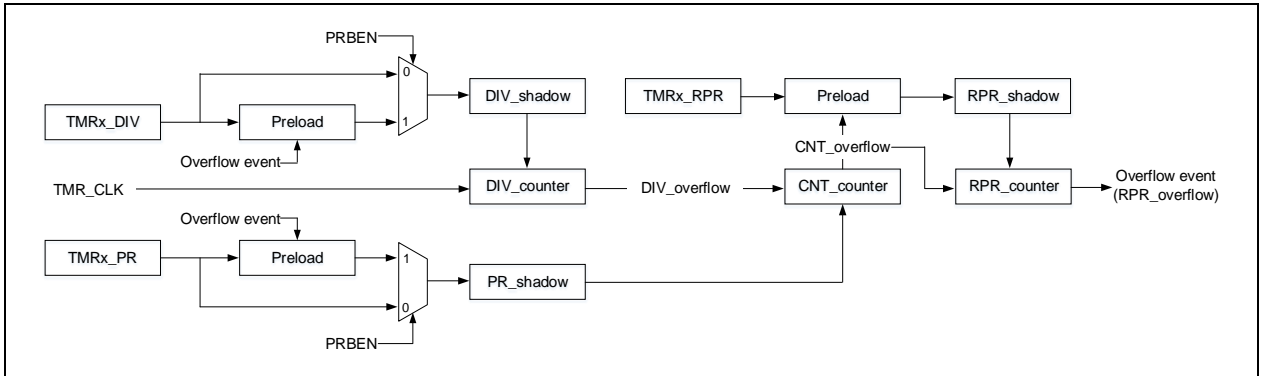 PRBEN
0
DIV_shadow
TMRx_RPR
Preload
RPR_shadow
TMRx_DIV
Preload
1
Overflow event
CNT_overflow
TMR_CLK
DIV_counter
DIV_overflow
CNT_counter
RPR_counter
Overflow event
(RPR_overflow)
Overflow event
TMRx_PR
Preload
1
PR_shadow
0
PRBEN